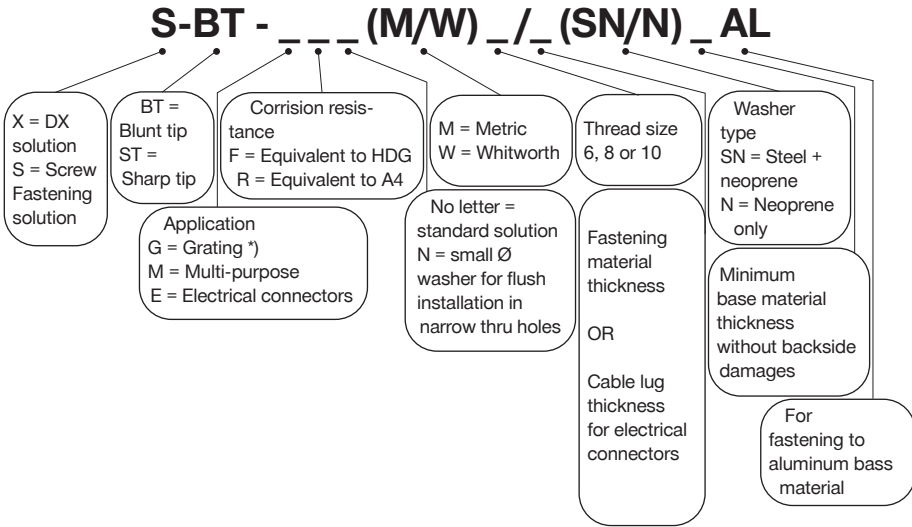 S-BT - _ _ _ (M/W) _ /_ (SN/N) _ AL
X = DX
solution
S = Screw
Fastening
solution
BT =
Blunt tip
ST =
Sharp tip
Corrision resis-
tance
F = Equivalent to HDG
R = Equivalent to A4
M = Metric
W = Whitworth
Thread size
6, 8 or 10
Washer
type
SN = Steel +
neoprene
N = Neoprene
only
Application
G = Grating *)
M = Multi-purpose
E = Electrical connectors
No letter =
standard solution
N = small Ø
washer for flush
installation in
narrow thru holes
Fastening
material
thickness
OR
Cable lug
thickness
for electrical
connectors
Minimum
base material
thickness
without backside
damages
For
fastening to
aluminum bass
material